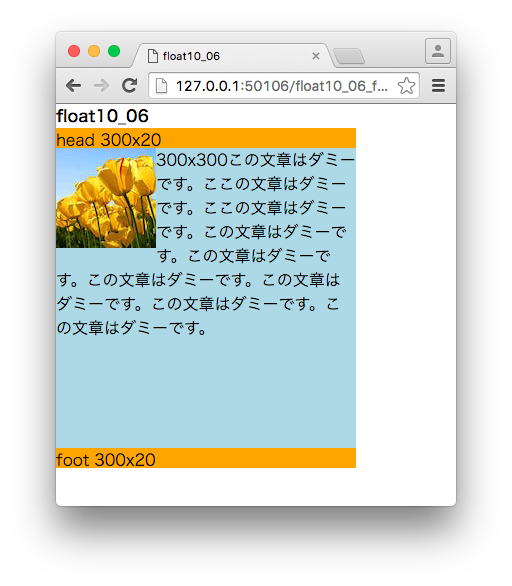 float10_06
127.0.0.1:50106/float10_06_f...
float10_06
head 300x20
300x300この文章はダミー
です。ここの文章はダミー
です。ここの文章はダミー
です。この文章はダミーで
す。この文章はダミーで
す。この文章はダミーです。この文章は
ダミーです。この文章はダミーです。こ
の文章はダミーです。
foot 300x20